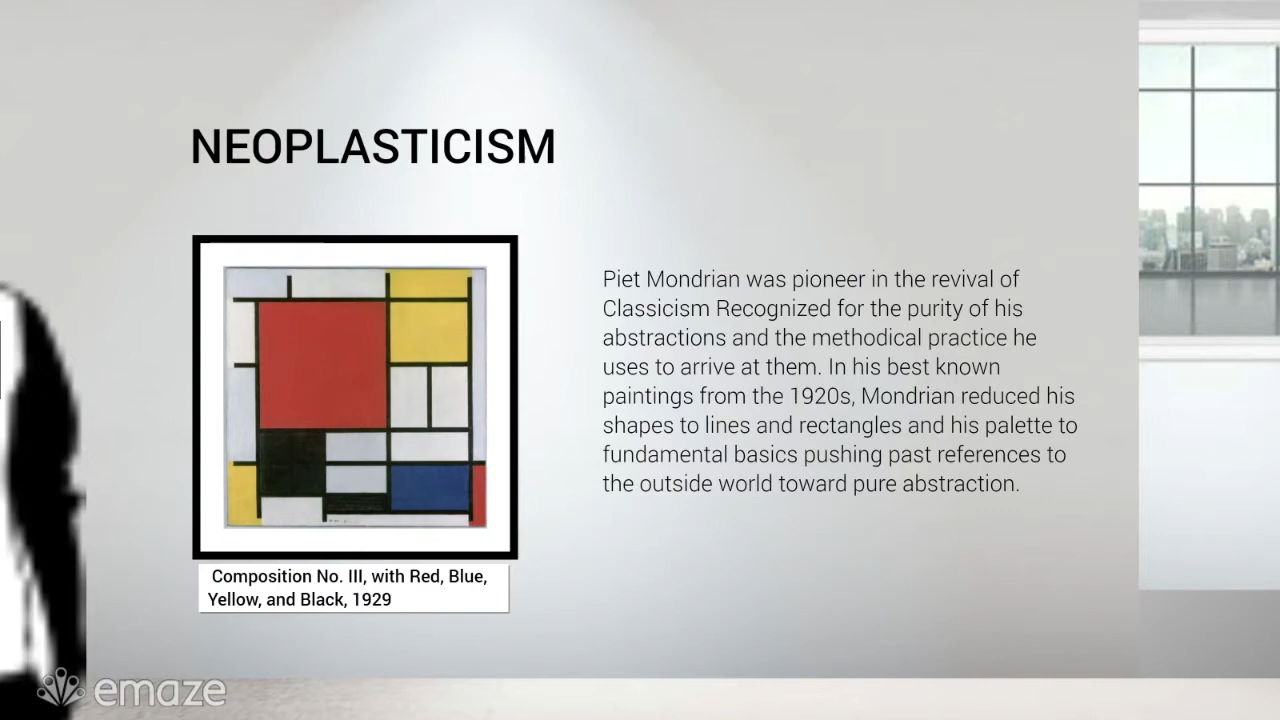 NEOPLASTICISM
Piet Mondrian was pioneer in the revival of
Classicism Recognized for the purity of his
abstractions and the methodical practice he
uses to arrive at them. In his best known
paintings from the 1920s, Mondrian reduced his
shapes to lines and rectangles and his palette to
fundamental basics pushing past references to
the outside world toward pure abstraction.
Composition No. III, with Red, Blue,
Yellow, and Black, 1929
emaze